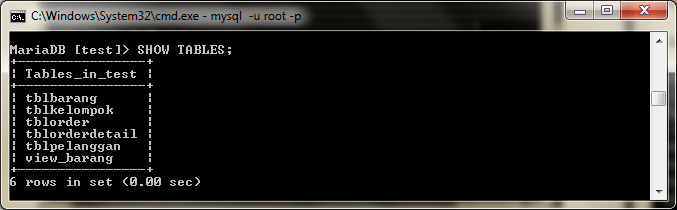 C:\Windows\System32\cmd.exe - mysql -u root -p
MariaDB [test]> SHOW TABLES;
+----------------+
¦ Tables_in_test ¦
+----------------+
¦ tblbarang      ¦
¦ tblkelompok    ¦
¦ tblorder       ¦
¦ tblorderdetail ¦
¦ tblpelanggan   ¦
¦ view_barang    ¦
+----------------+
6 rows in set (0.00 sec)